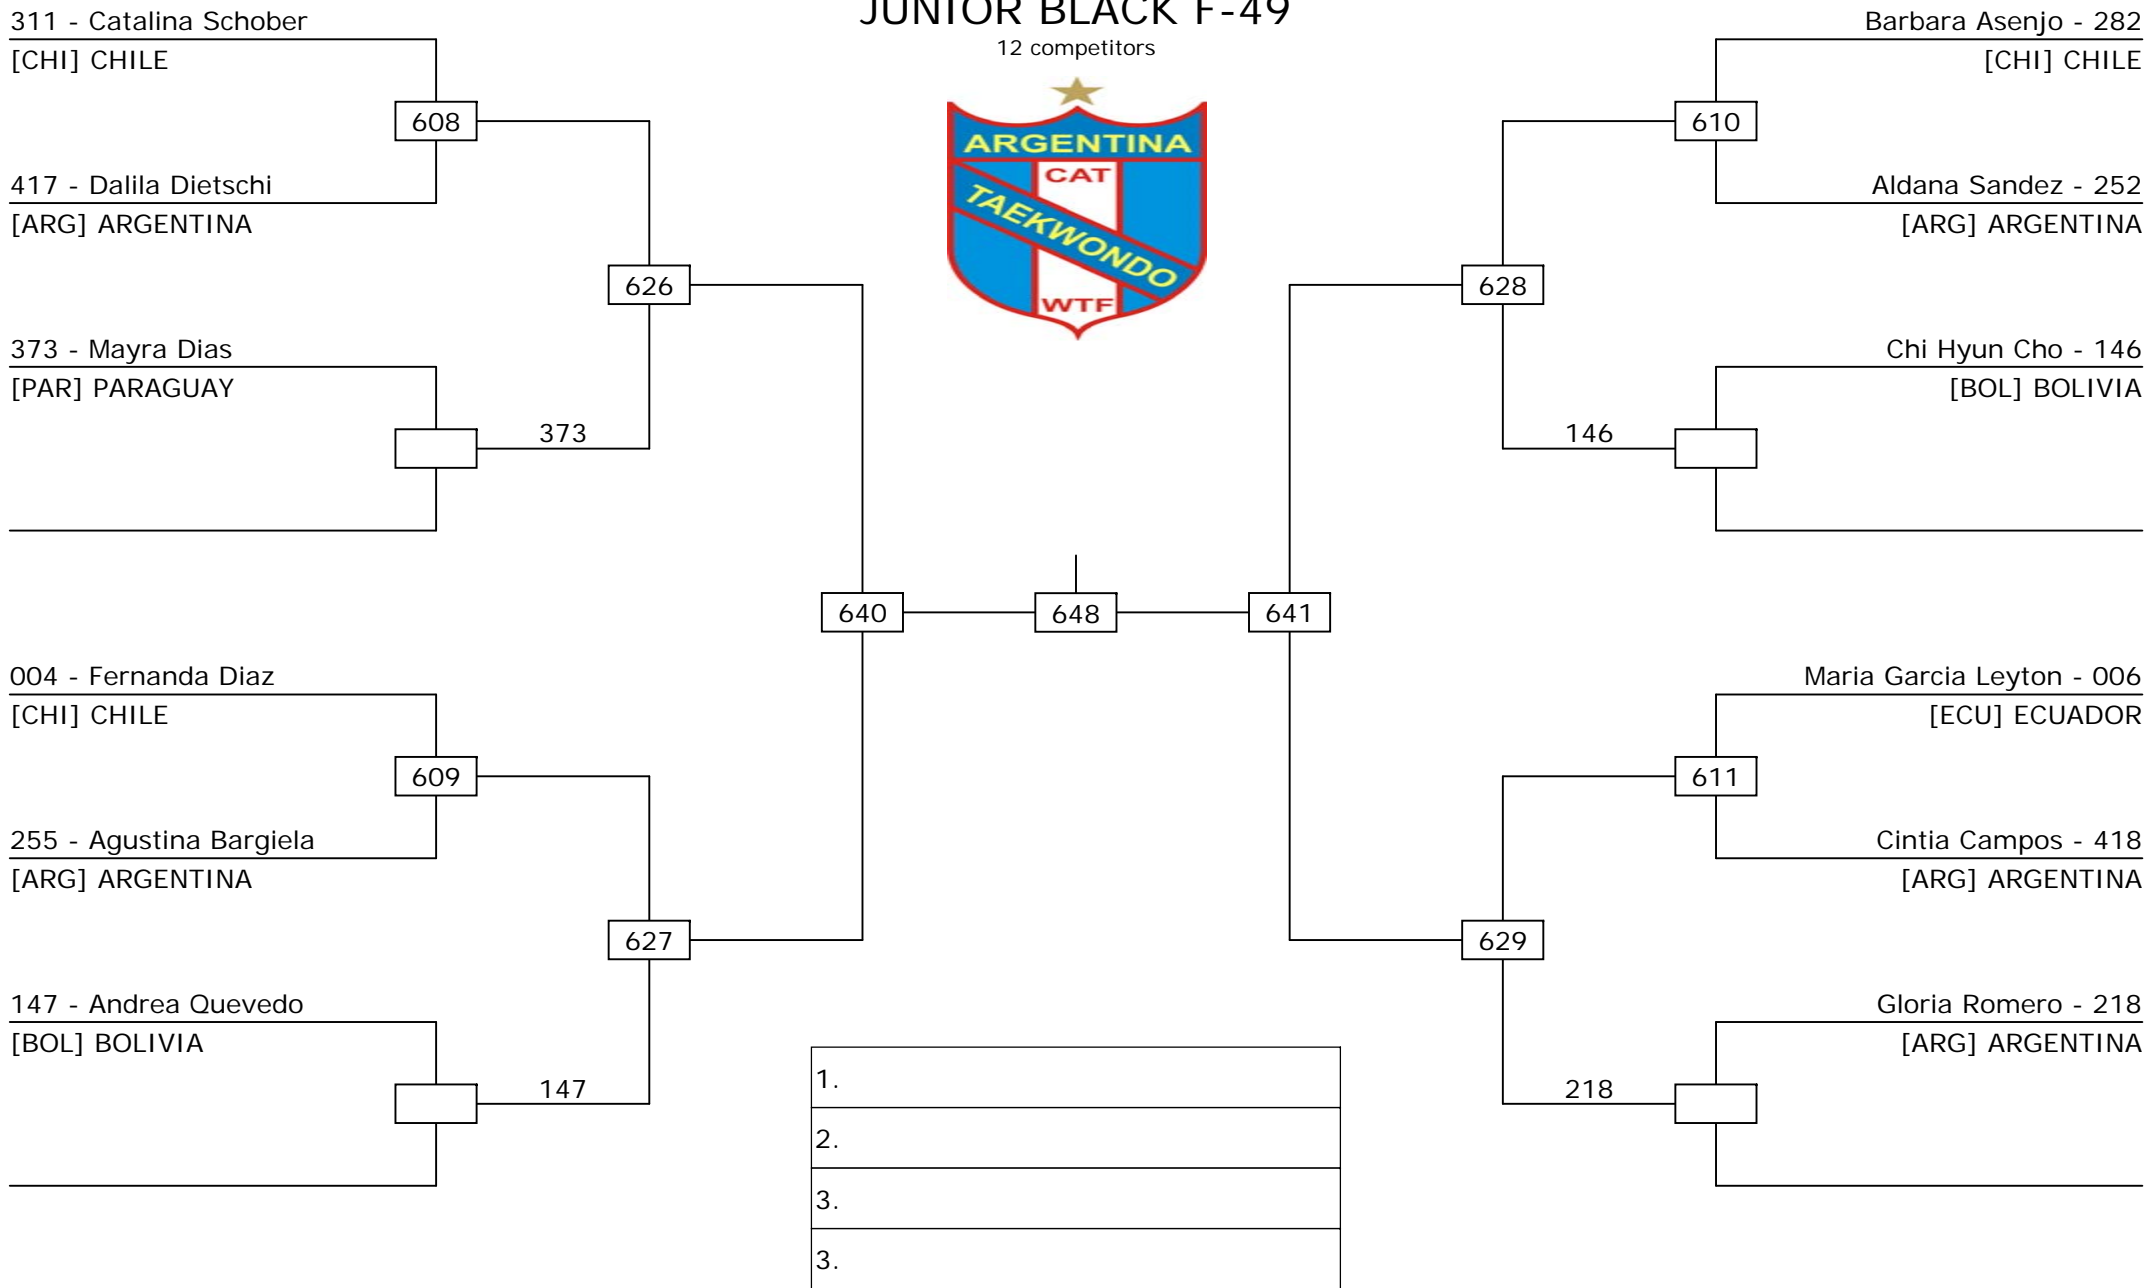 JUNIOR BLACK F-49
12 competitors
ARGENTINA
CAT
TAEKWONDO
WTF
311 - Catalina Schober
[CHI] CHILE
608
417 - Dalila Dietschi
[ARG] ARGENTINA
626
373 - Mayra Dias
[PAR] PARAGUAY
373
640
004 - Fernanda Diaz
[CHI] CHILE
609
255 - Agustina Bargiela
[ARG] ARGENTINA
627
147 - Andrea Quevedo
[BOL] BOLIVIA
147
648
Barbara Asenjo - 282
[CHI] CHILE
610
Aldana Sandez - 252
[ARG] ARGENTINA
628
Chi Hyun Cho - 146
[BOL] BOLIVIA
146
641
Maria Garcia Leyton - 006
[ECU] ECUADOR
611
Cintia Campos - 418
[ARG] ARGENTINA
629
Gloria Romero - 218
[ARG] ARGENTINA
218
1.
2.
3.
3.